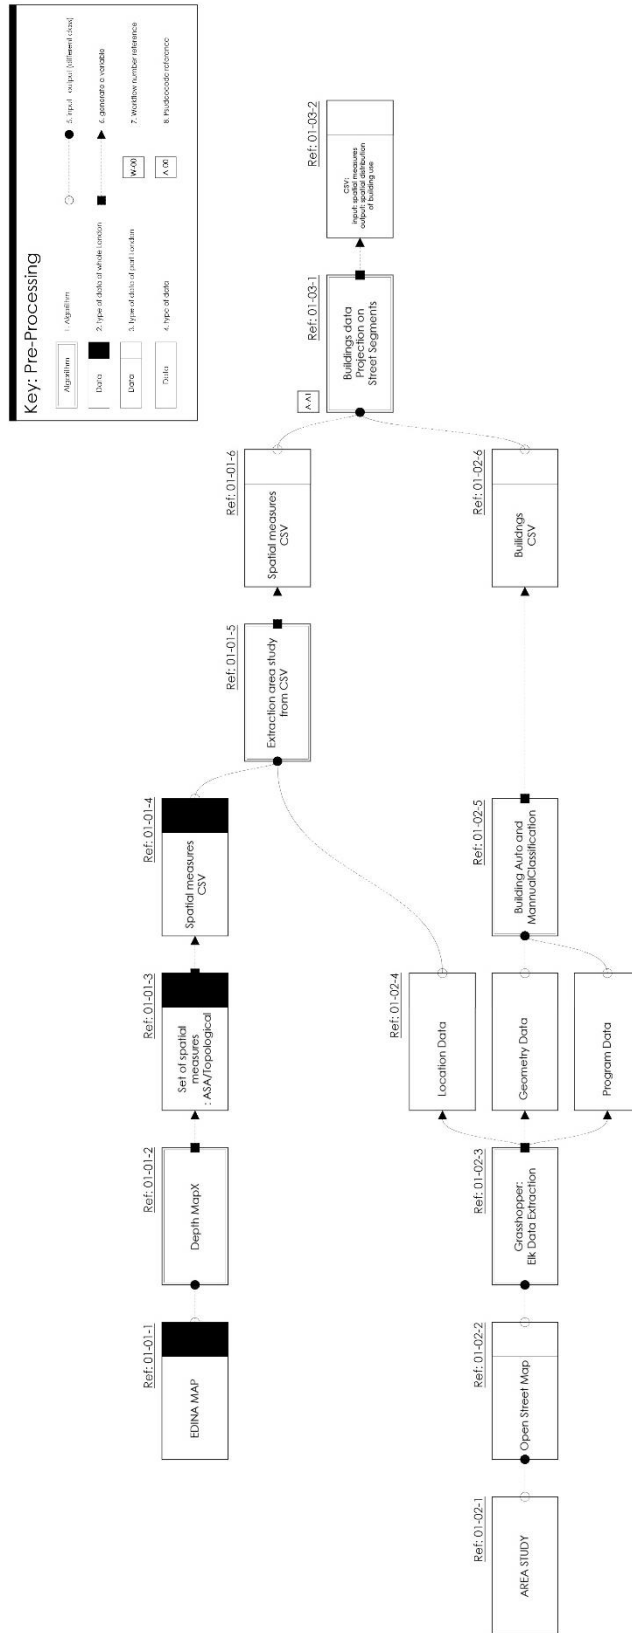 Key: Pre-Processing
Algorithm
1. Algorithm
Data
2. type of data of whole London
Data
3. type of data of part London
Data
4. type of data
5. input - output (different class)
6. generate a variable
W-00
7. Workflow number reference
A 00
Ref: 01-01-1
EDINA MAP
Ref: 01-01-2
Depth MapX
Ref: 01-01-3
Set of spatial
measures
: ASA/Topological
Ref: 01-01-4
Spatial measures
CSV
Ref: 01-01-5
Extraction area study
from CSV
Ref: 01-01-6
Spatial measures
CSV
Ref: 01-02-1
AREA STUDY
Ref: 01-02-2
Open Street Map
Ref: 01-02-3
Grasshopper:
Elk Data Extraction
Ref: 01-02-4
Location Data
Geometry Data
Program Data
Ref: 01-02-5
Building Auto and
MannualClassification
Ref: 01-02-6
Ref: 01-03-1
A-A1
Buildings data
Projection on
Street Segments
Ref: 01-03-2
CSV:
input: spatial measures
output: spatial distribution
of building use